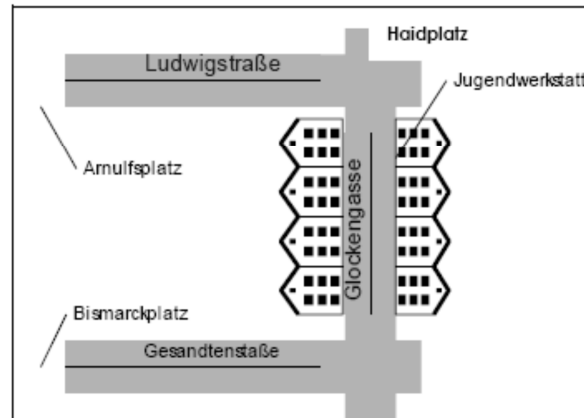 Haidplatz
Ludwigstraße
Jugendwerkstatt
Arnulfsplatz
Glockengasse
Bismarckplatz
Gesandtenstaße